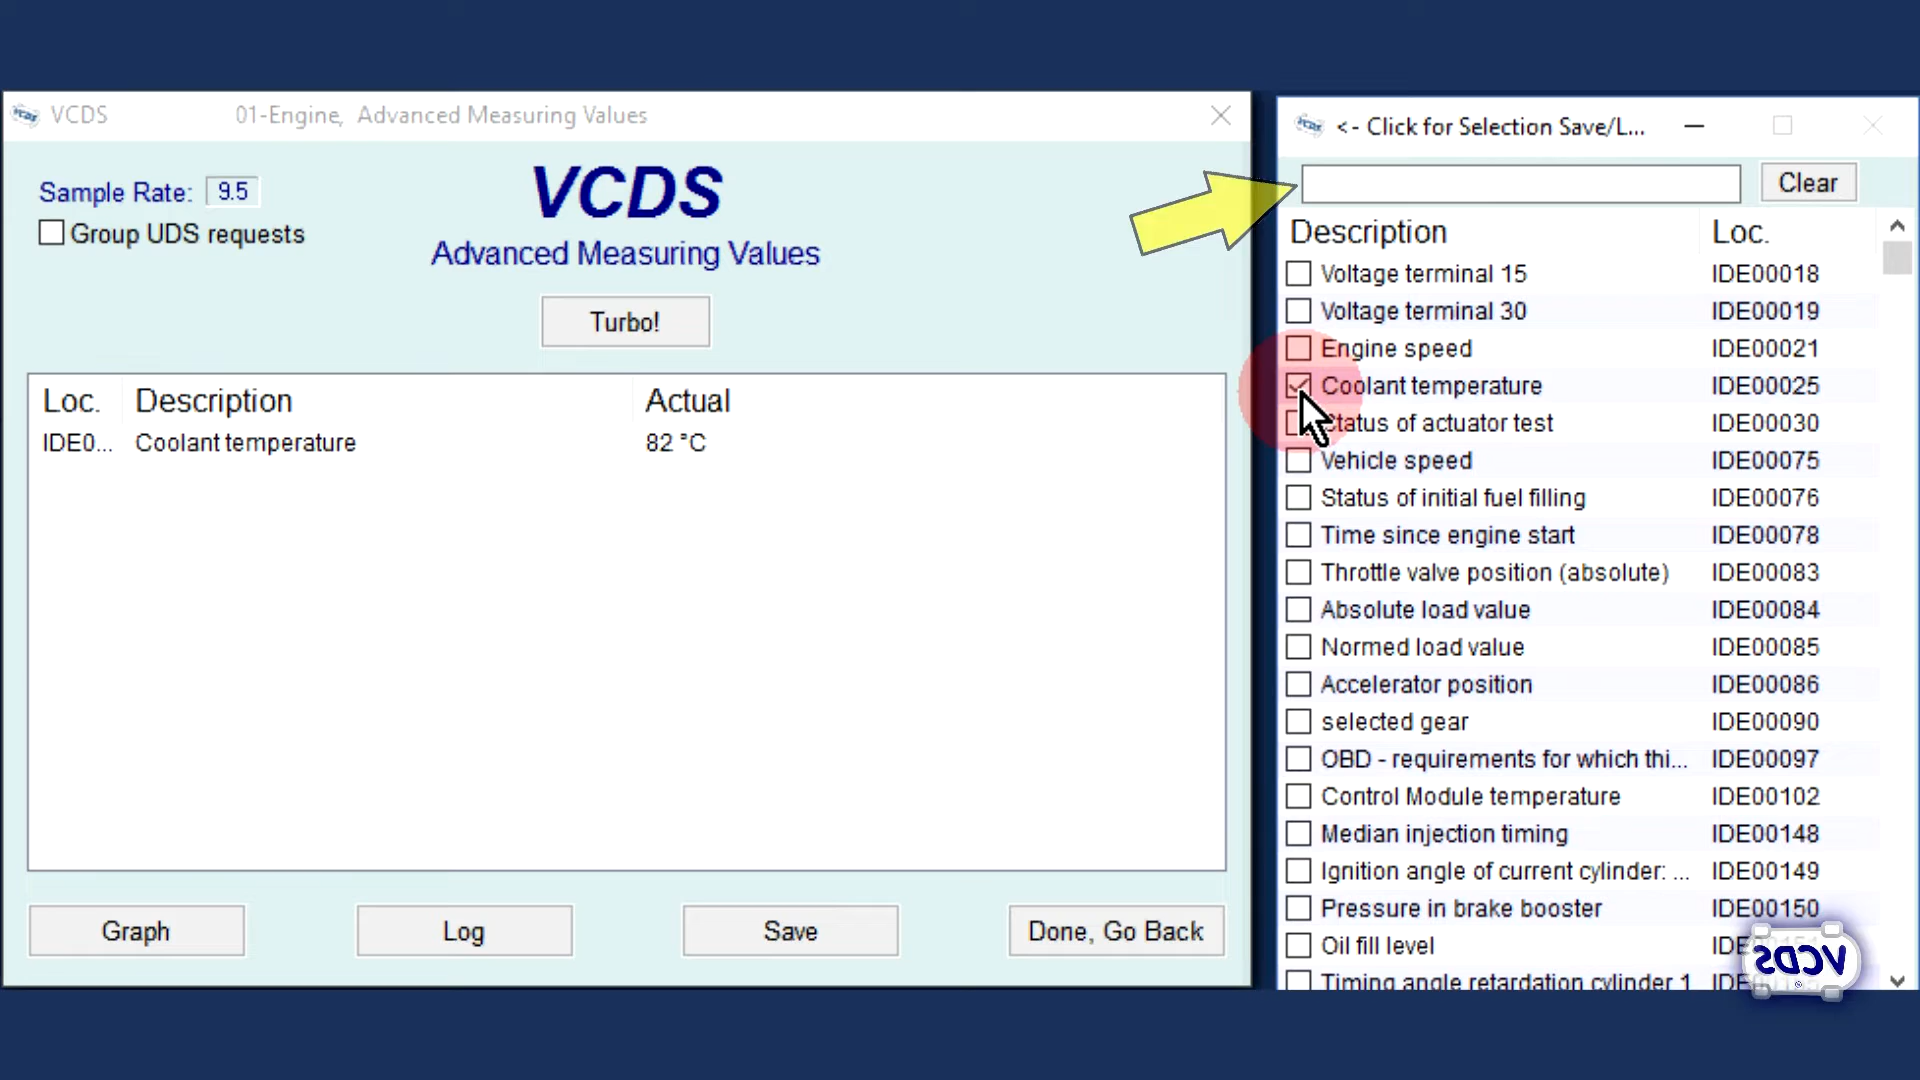 VCDS 01-Engine, Advanced Measuring Values
Sample Rate: 9.5
Group UDS requests
VCDS
Advanced Measuring Values
Turbo!
Loc. Description Actual
IDE0... Coolant temperature 82 °C
Graph Log Save Done, Go Back
<- Click for Selection Save/L...
Clear
Description Loc.
Voltage terminal 15 IDE00018
Voltage terminal 30 IDE00019
Engine speed IDE00021
Coolant temperature IDE00025
Status of actuator test IDE00030
Vehicle speed IDE00075
Status of initial fuel filling IDE00076
Time since engine start IDE00078
Throttle valve position (absolute) IDE00083
Absolute load value IDE00084
Normed load value IDE00085
Accelerator position IDE00086
selected gear IDE00090
OBD - requirements for which thi... IDE00097
Control Module temperature IDE00102
Median injection timing IDE00148
Ignition angle of current cylinder: ... IDE00149
Pressure in brake booster IDE00150
Oil fill level
Timing angle retardation cylinder 1
VCDS